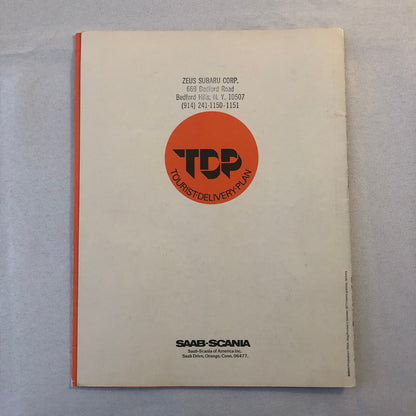 ZEUS SUBARU CORP.
669 Bedford Road
Bedford Hills, N. Y. 10507
(914) 241-1150-1151
TDP
TOURIST DELIVERY PLAN
SAAB-SCANIA
Saab-Scania of America Inc.
Saab Drive, Orange, Conn. 06477.